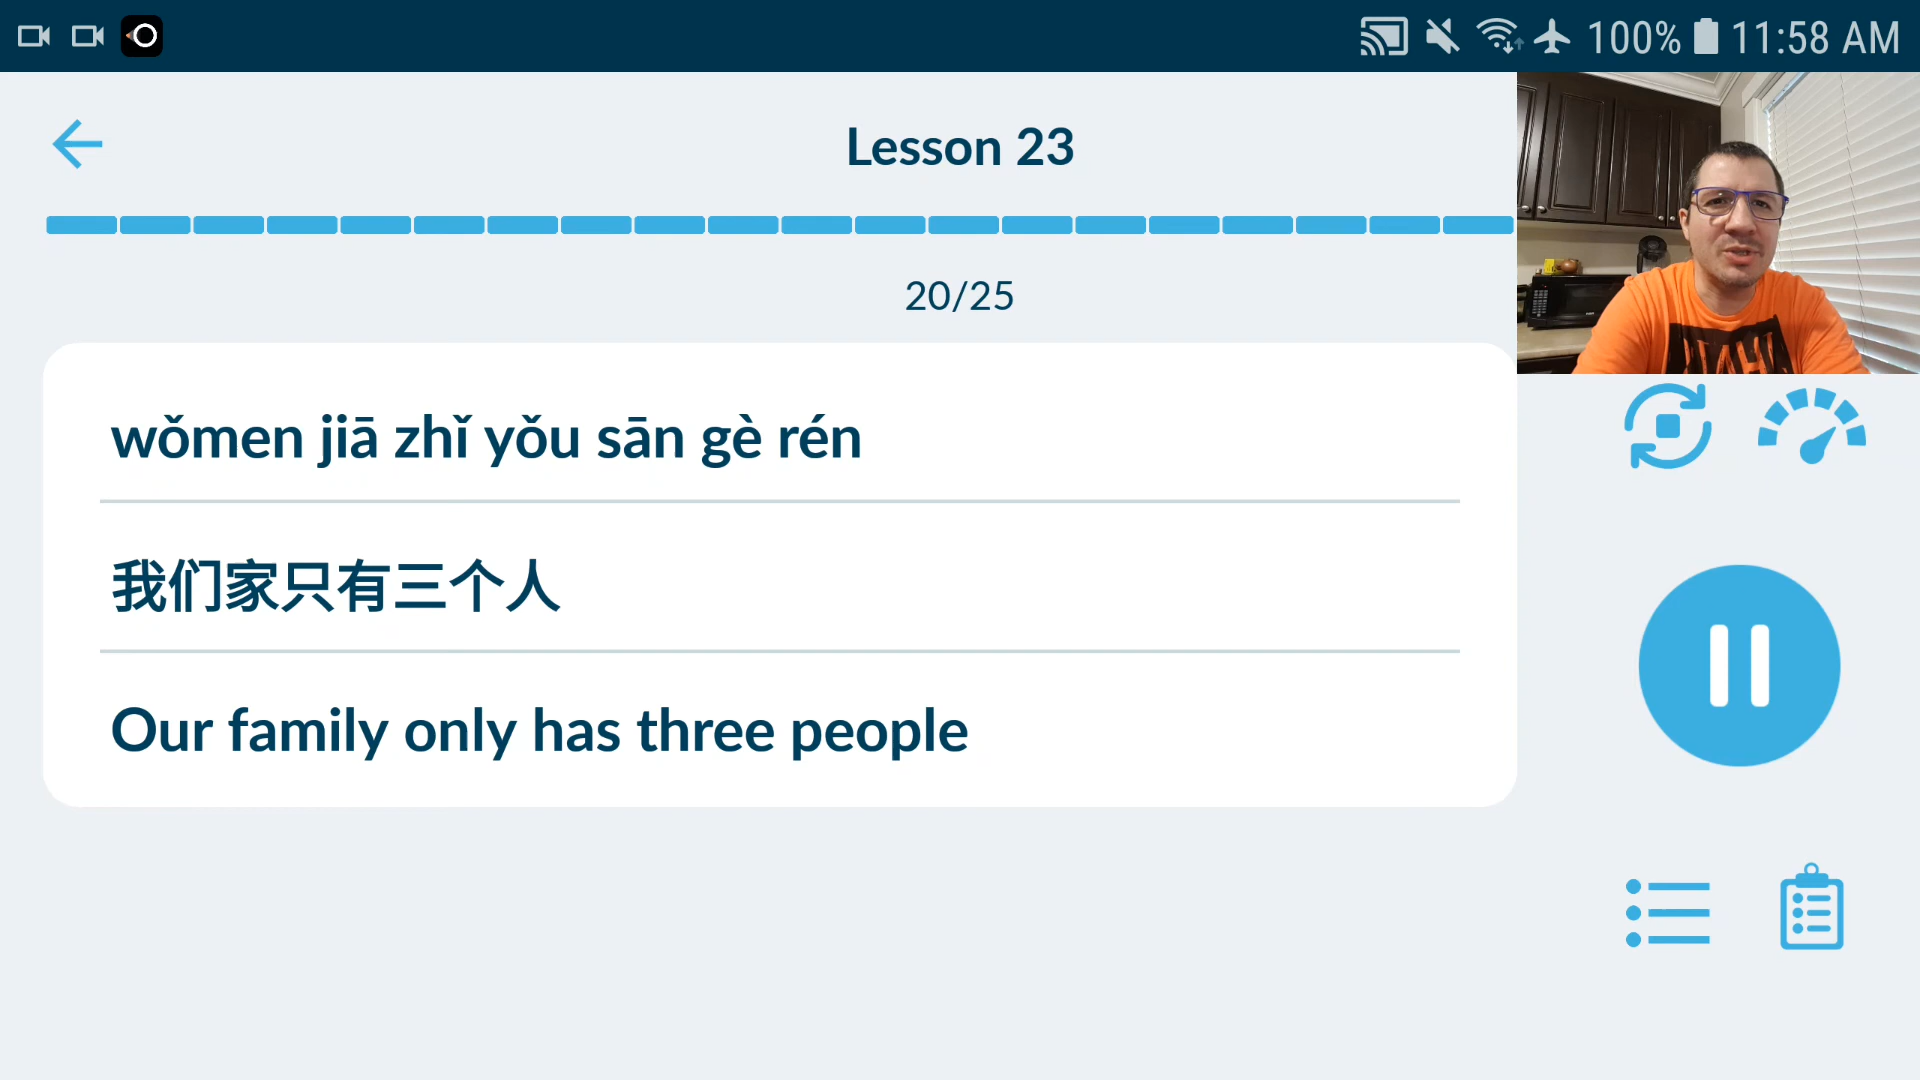 100% 11:58 AM
Lesson 23
20/25
wǒmen jiā zhǐ yǒu sān gè rén
我们家只有三个人
Our family only has three people